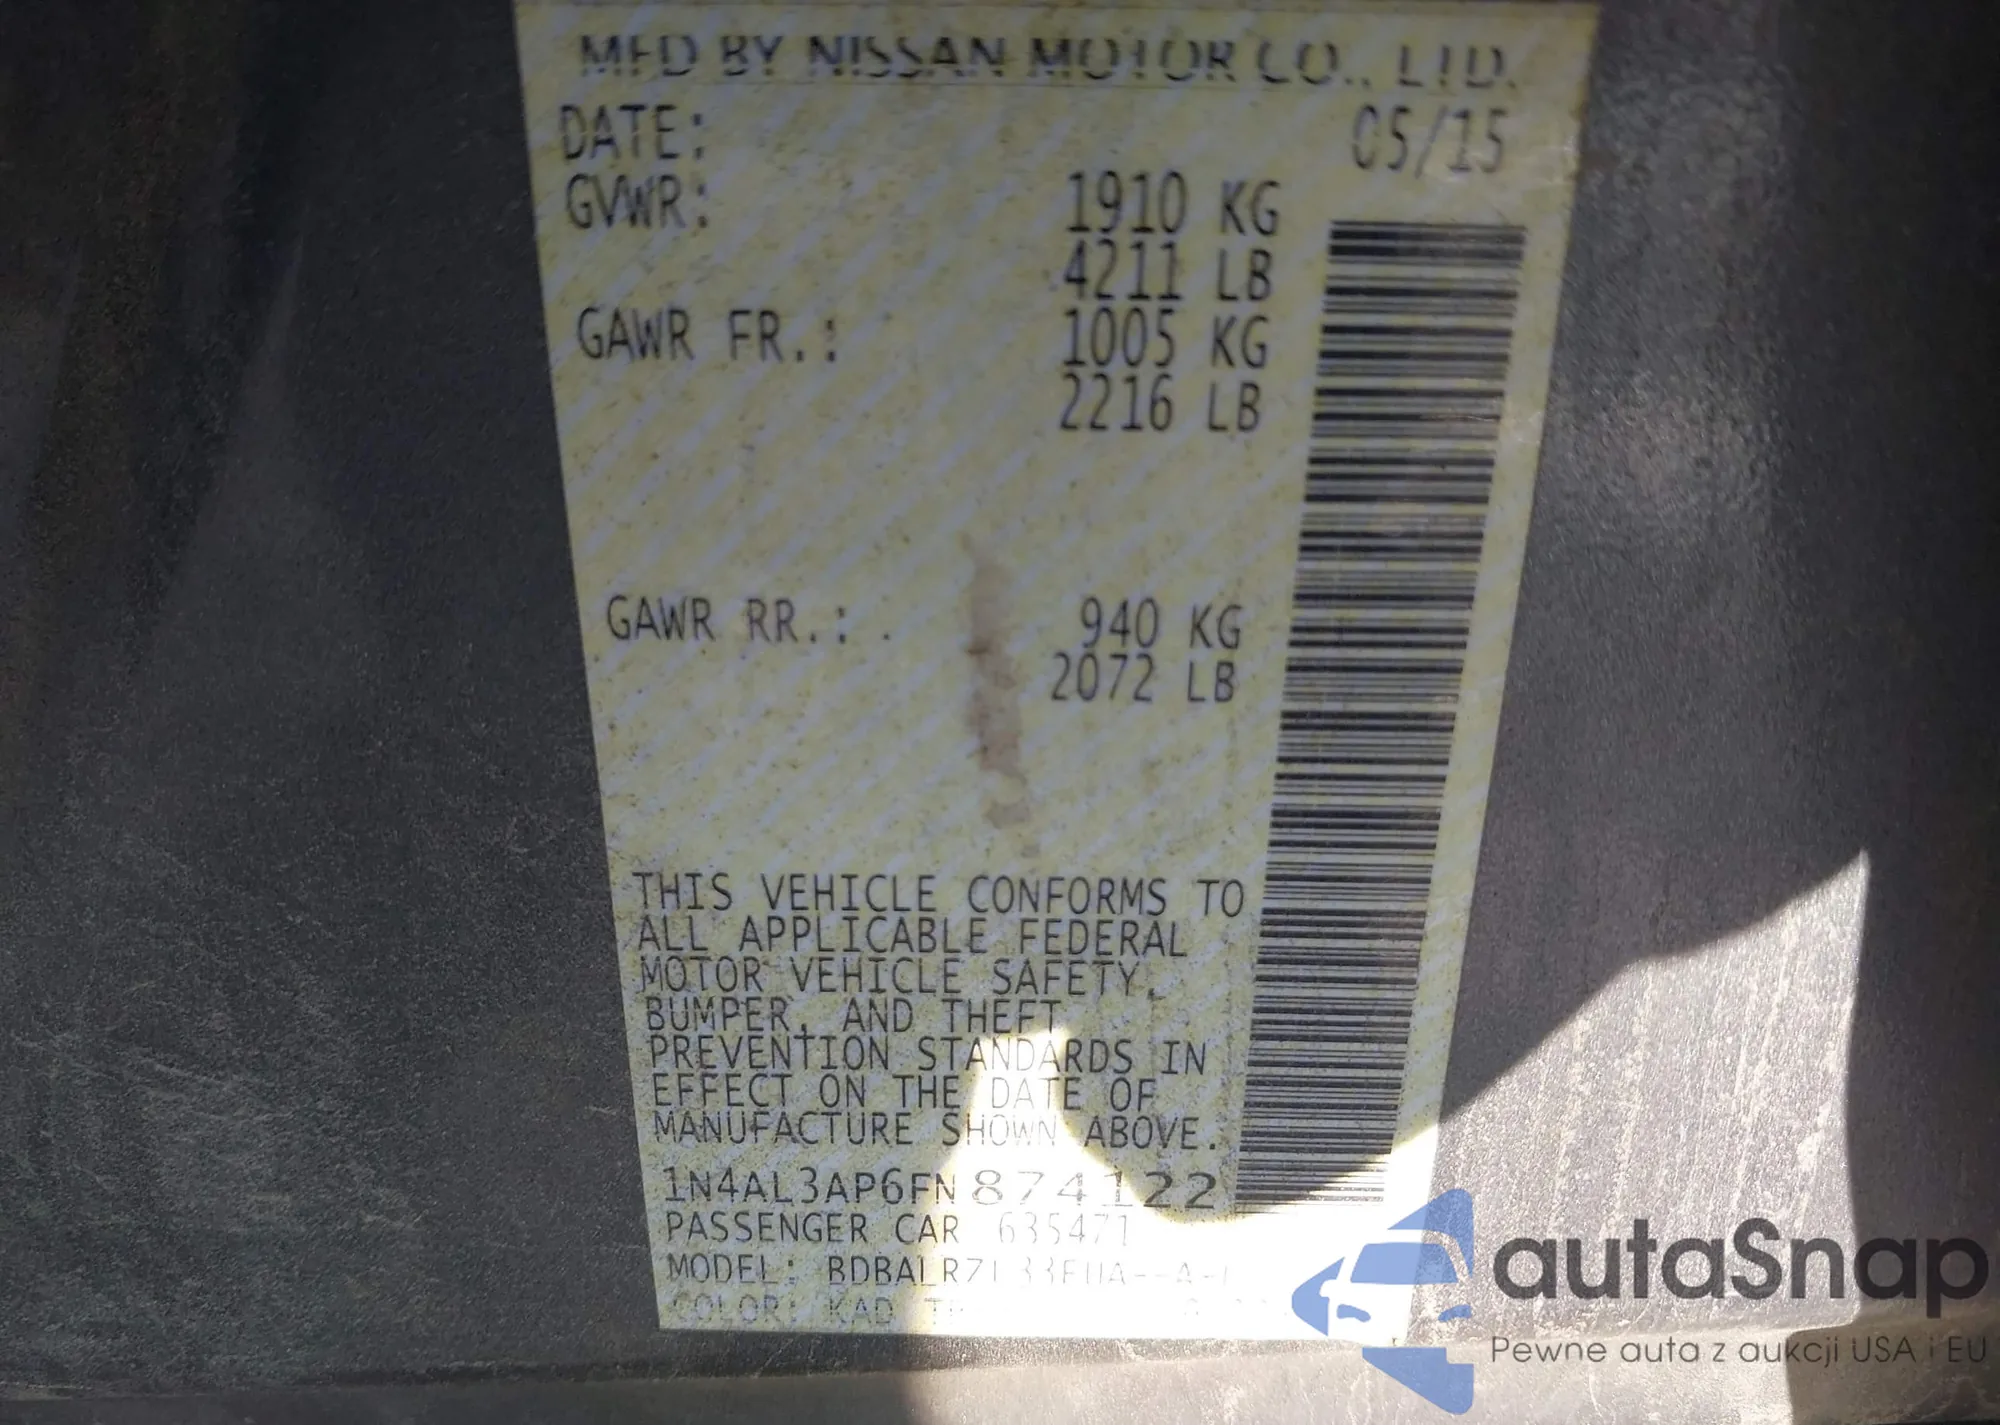 MFD BY NISSAN MOTOR CO., LTD.
DATE: 05/15
GVWR: 1910 KG
4211 LB
GAWR FR.: 1005 KG
2216 LB
GAWR RR.: 940 KG
2072 LB
THIS VEHICLE CONFORMS TO
ALL APPLICABLE FEDERAL
MOTOR VEHICLE SAFETY,
BUMPER, AND THEFT
PREVENTION STANDARDS IN
EFFECT ON THE DATE OF
MANUFACTURE SHOWN ABOVE.
1N4AL3AP6FN874122
PASSENGER CAR 635471
MODEL:
COLOR: KAD
autaSnap
Pewne auta z aukcji USA i EU